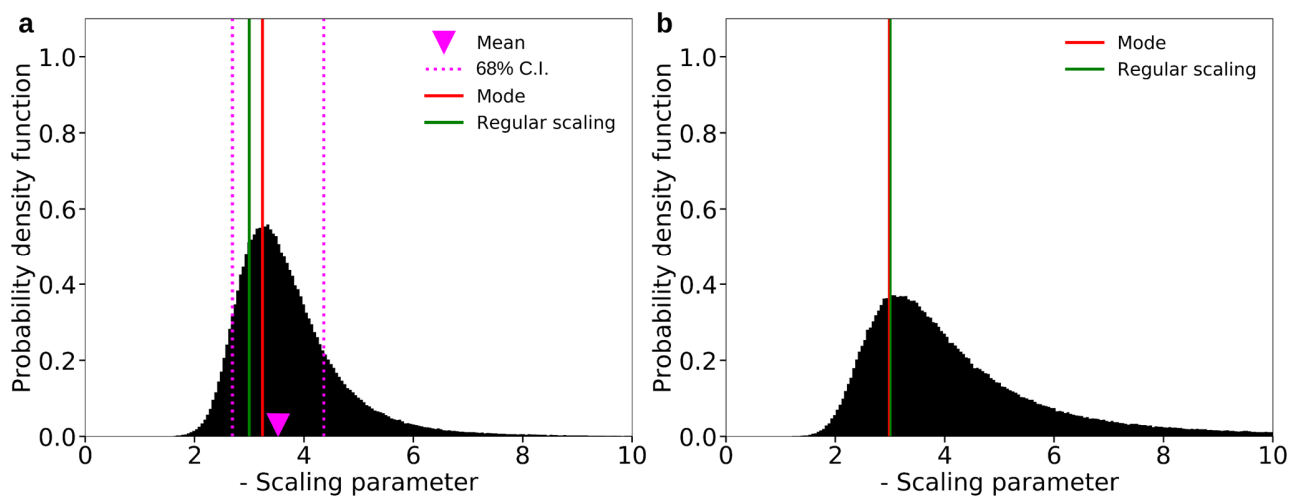 a
Mean
68% C.I.
Mode
Regular scaling
Probability density function
1.0
0.8
0.6
0.4
0.2
0.0
0 2 4 6 8 10
- Scaling parameter
b
Mode
Regular scaling
Probability density function
1.0
0.8
0.6
0.4
0.2
0.0
0 2 4 6 8 10
- Scaling parameter